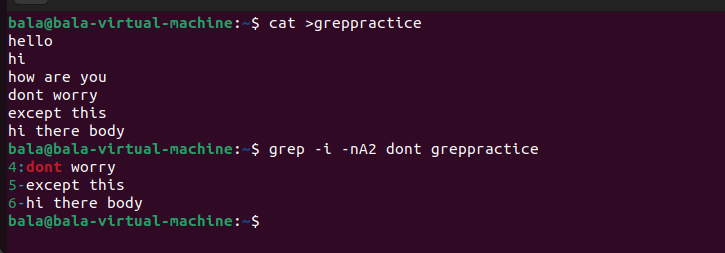 bala@bala-virtual-machine:~$ cat >greppractice
hello
hi
how are you
dont worry
except this
hi there body
bala@bala-virtual-machine:~$ grep -i -nA2 dont greppractice
4:dont worry
5-except this
6-hi there body
bala@bala-virtual-machine:~$